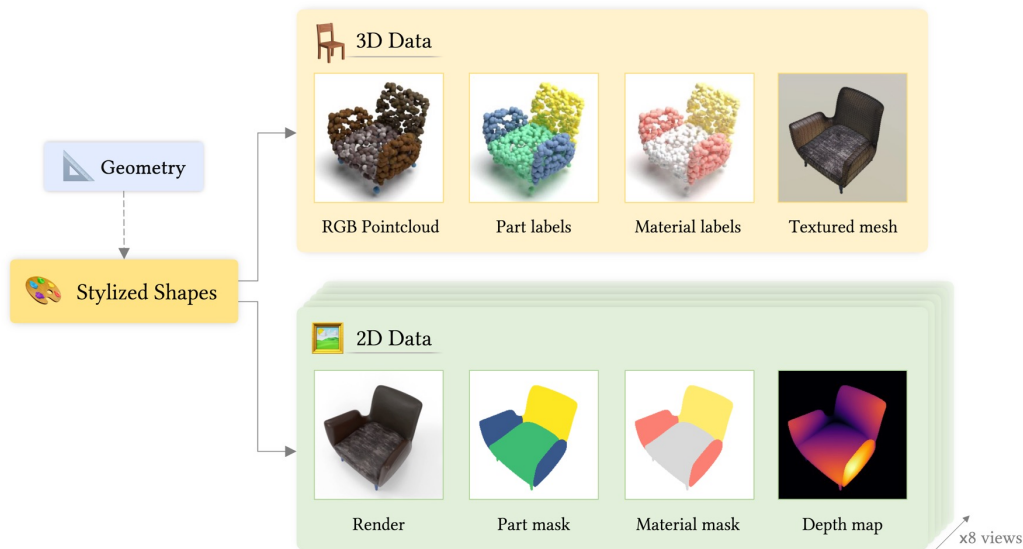 3D Data
RGB Pointcloud
Part labels
Material labels
Textured mesh
Geometry
Stylized Shapes
2D Data
Render
Part mask
Material mask
Depth map
x8 views